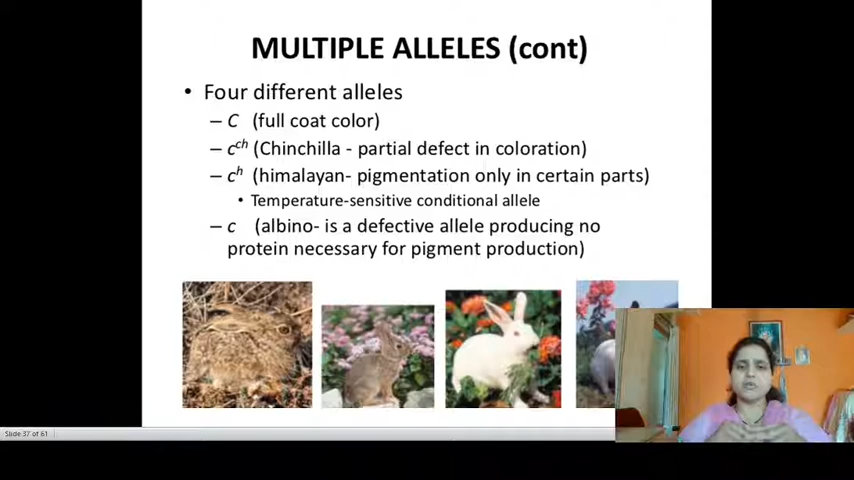 MULTIPLE ALLELES (cont)
• Four different alleles
– C (full coat color)
– c^ch (Chinchilla - partial defect in coloration)
– c^h (himalayan- pigmentation only in certain parts)
• Temperature-sensitive conditional allele
– c (albino- is a defective allele producing no
protein necessary for pigment production)
Slide 37 of 61